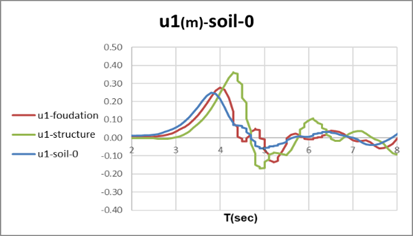 u1(m)-soil-0
0.50
0.40
0.30
0.20
0.10
0.00
-0.10
-0.20
-0.30
-0.40
2 3 4 5 6 7 8
T(sec)
u1-foudation
u1-structure
u1-soil-0